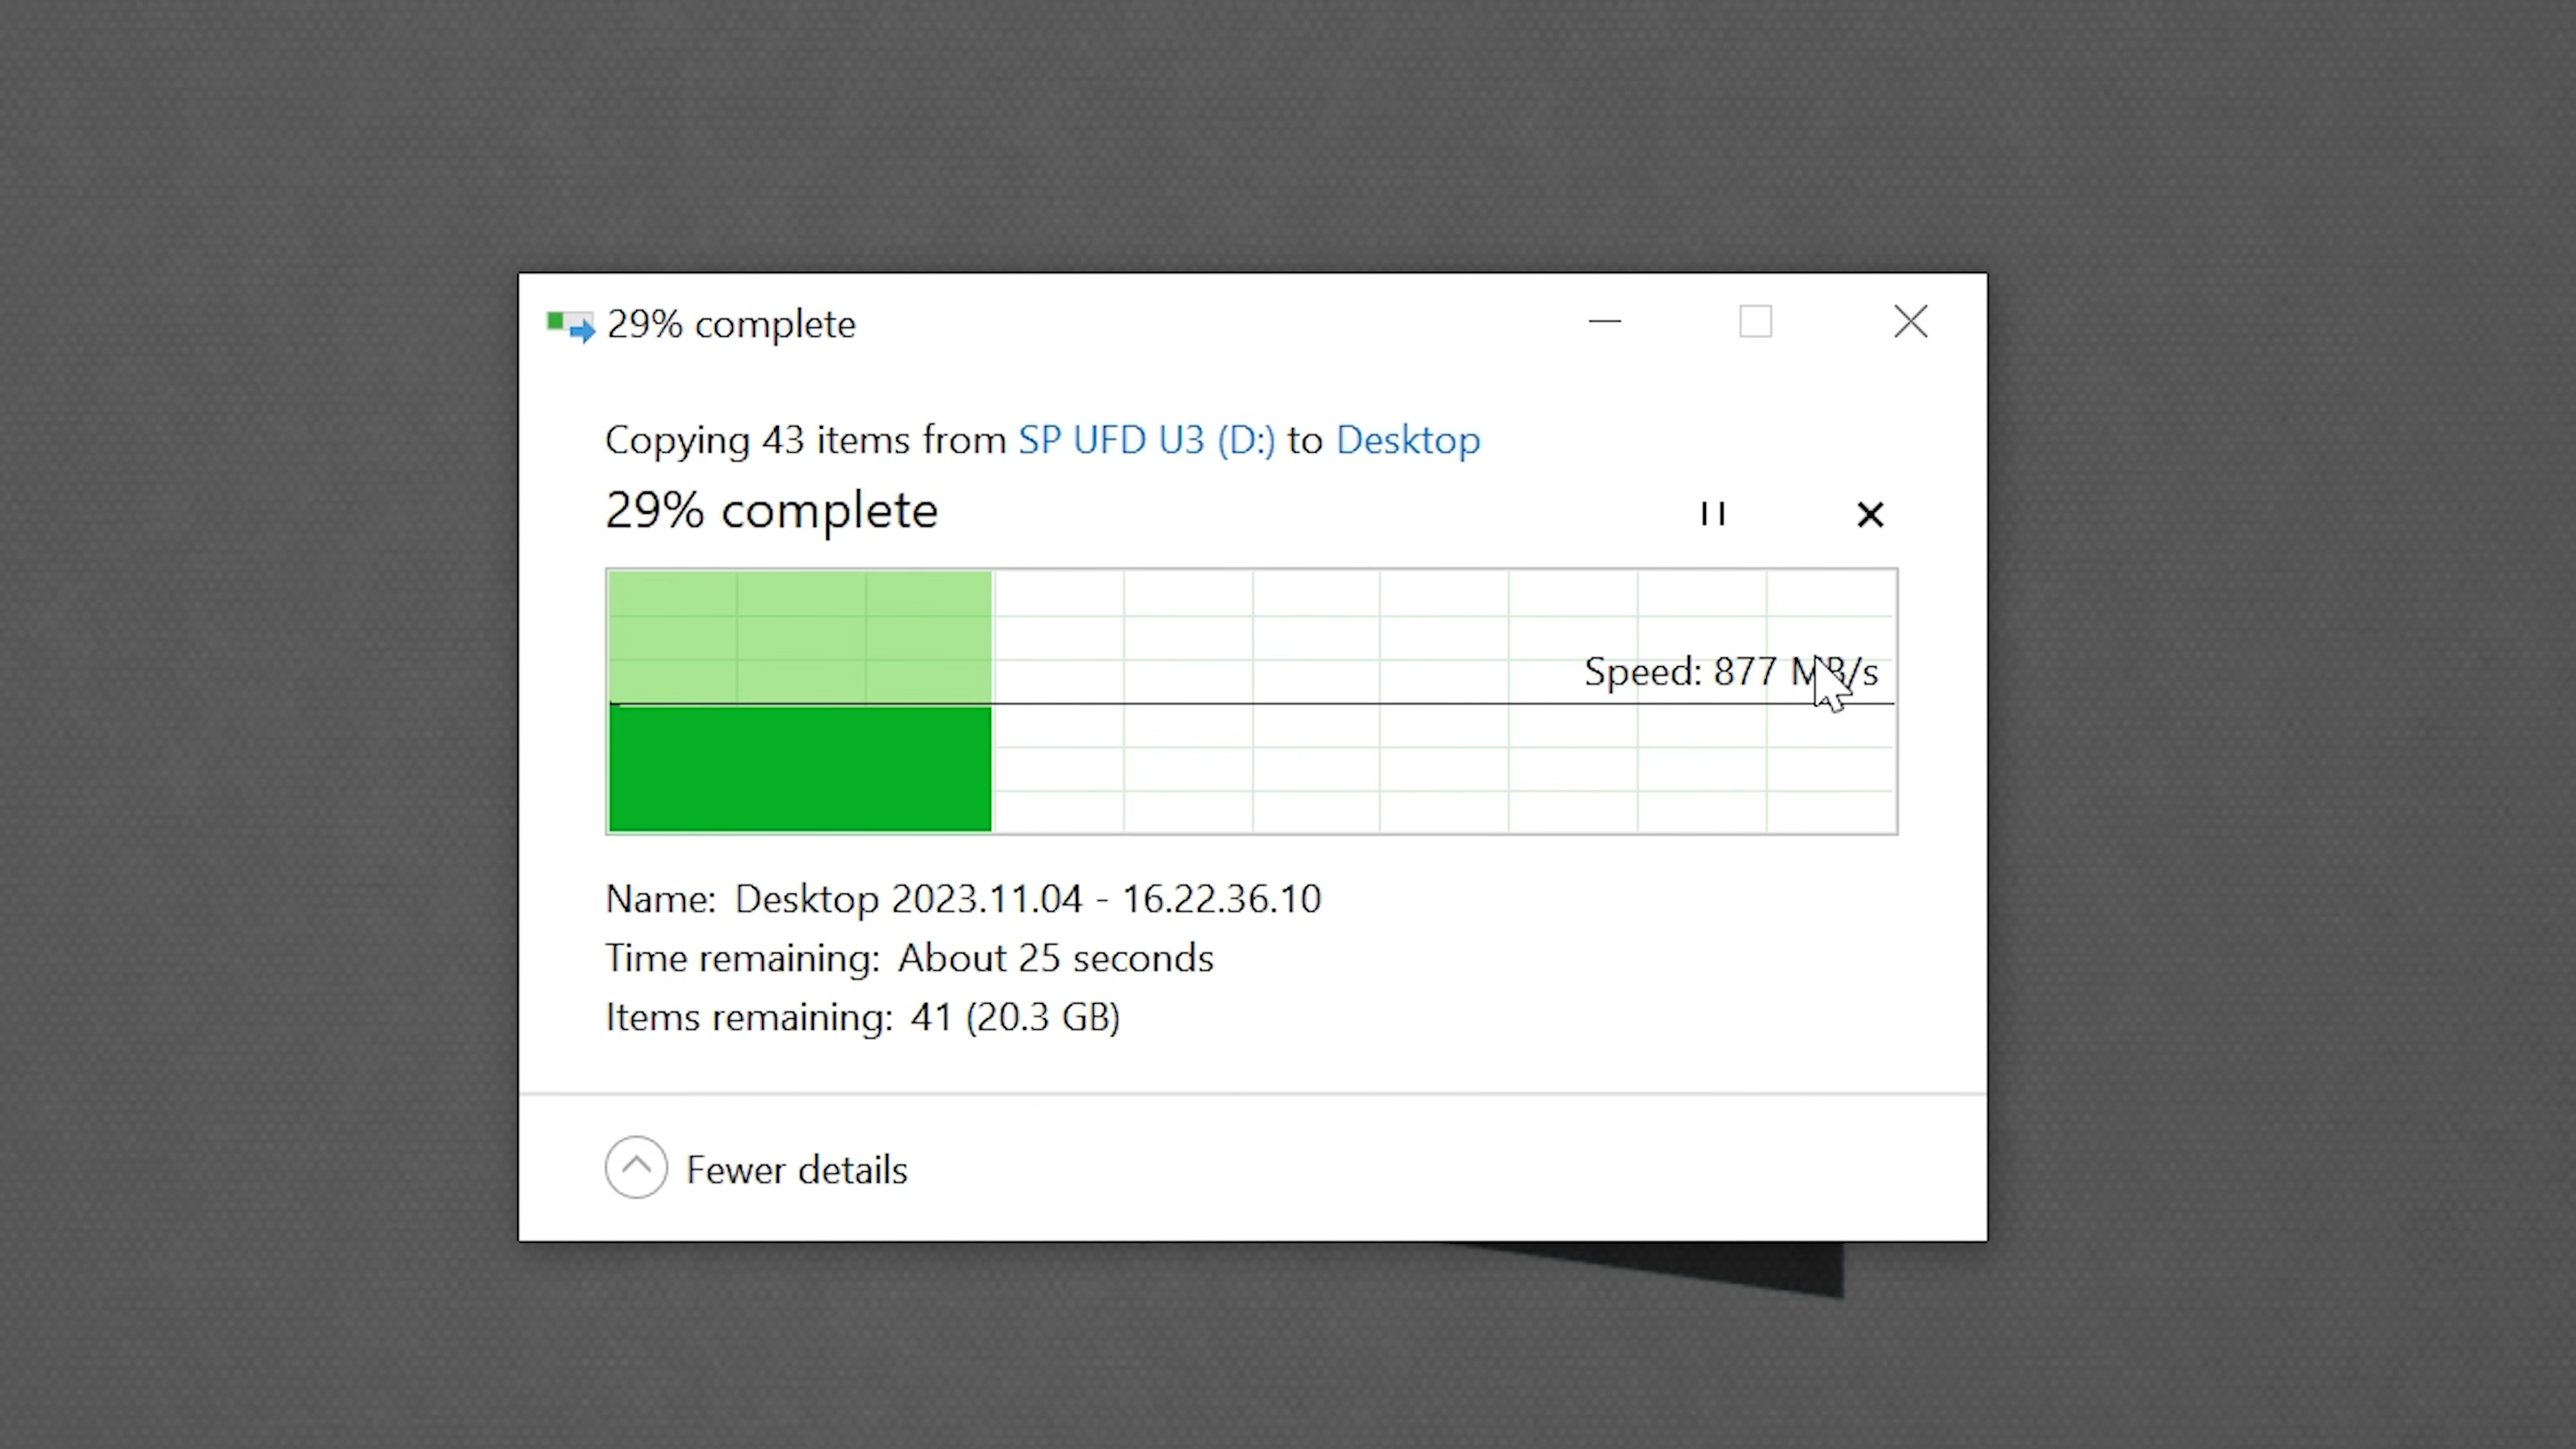 29% complete
Copying 43 items from SP UFD U3 (D:) to Desktop
29% complete
Speed: 877 MB/s
Name: Desktop 2023.11.04 - 16.22.36.10
Time remaining: About 25 seconds
Items remaining: 41 (20.3 GB)
Fewer details